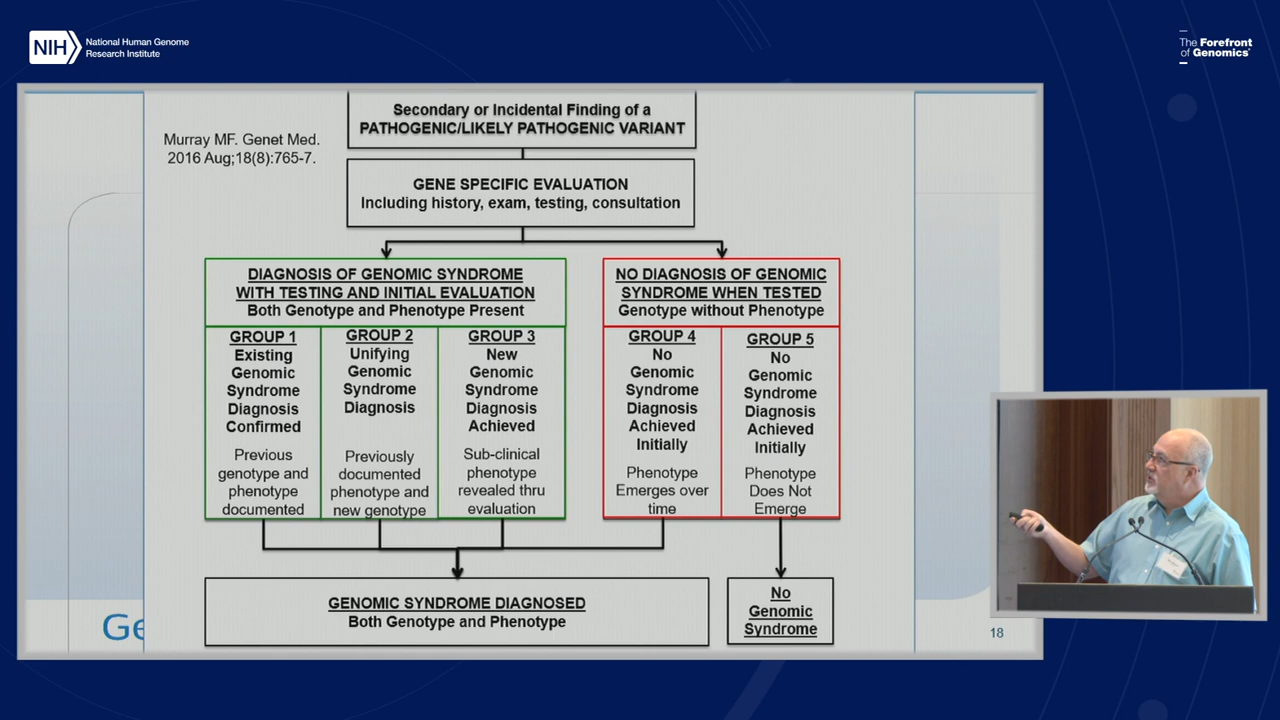 NIH National Human Genome
Research Institute
The Forefront
of Genomics®
Murray MF. Genet Med.
2016 Aug;18(8):765-7.
Secondary or Incidental Finding of a
PATHOGENIC/LIKELY PATHOGENIC VARIANT
GENE SPECIFIC EVALUATION
Including history, exam, testing, consultation
DIAGNOSIS OF GENOMIC SYNDROME
WITH TESTING AND INITIAL EVALUATION
Both Genotype and Phenotype Present
NO DIAGNOSIS OF GENOMIC
SYNDROME WHEN TESTED
Genotype without Phenotype
GROUP 1
Existing
Genomic
Syndrome
Diagnosis
Confirmed
Previous
genotype and
phenotype
documented
GROUP 2
Unifying
Genomic
Syndrome
Diagnosis
Previously
documented
phenotype and
new genotype
GROUP 3
New
Genomic
Syndrome
Diagnosis
Achieved
Sub-clinical
phenotype
revealed thru
evaluation
GROUP 4
No
Genomic
Syndrome
Diagnosis
Achieved
Initially
Phenotype
Emerges over
time
GROUP 5
No
Genomic
Syndrome
Diagnosis
Achieved
Initially
Phenotype
Does Not
Emerge
GENOMIC SYNDROME DIAGNOSED
Both Genotype and Phenotype
No
Genomic
Syndrome
Ge
18